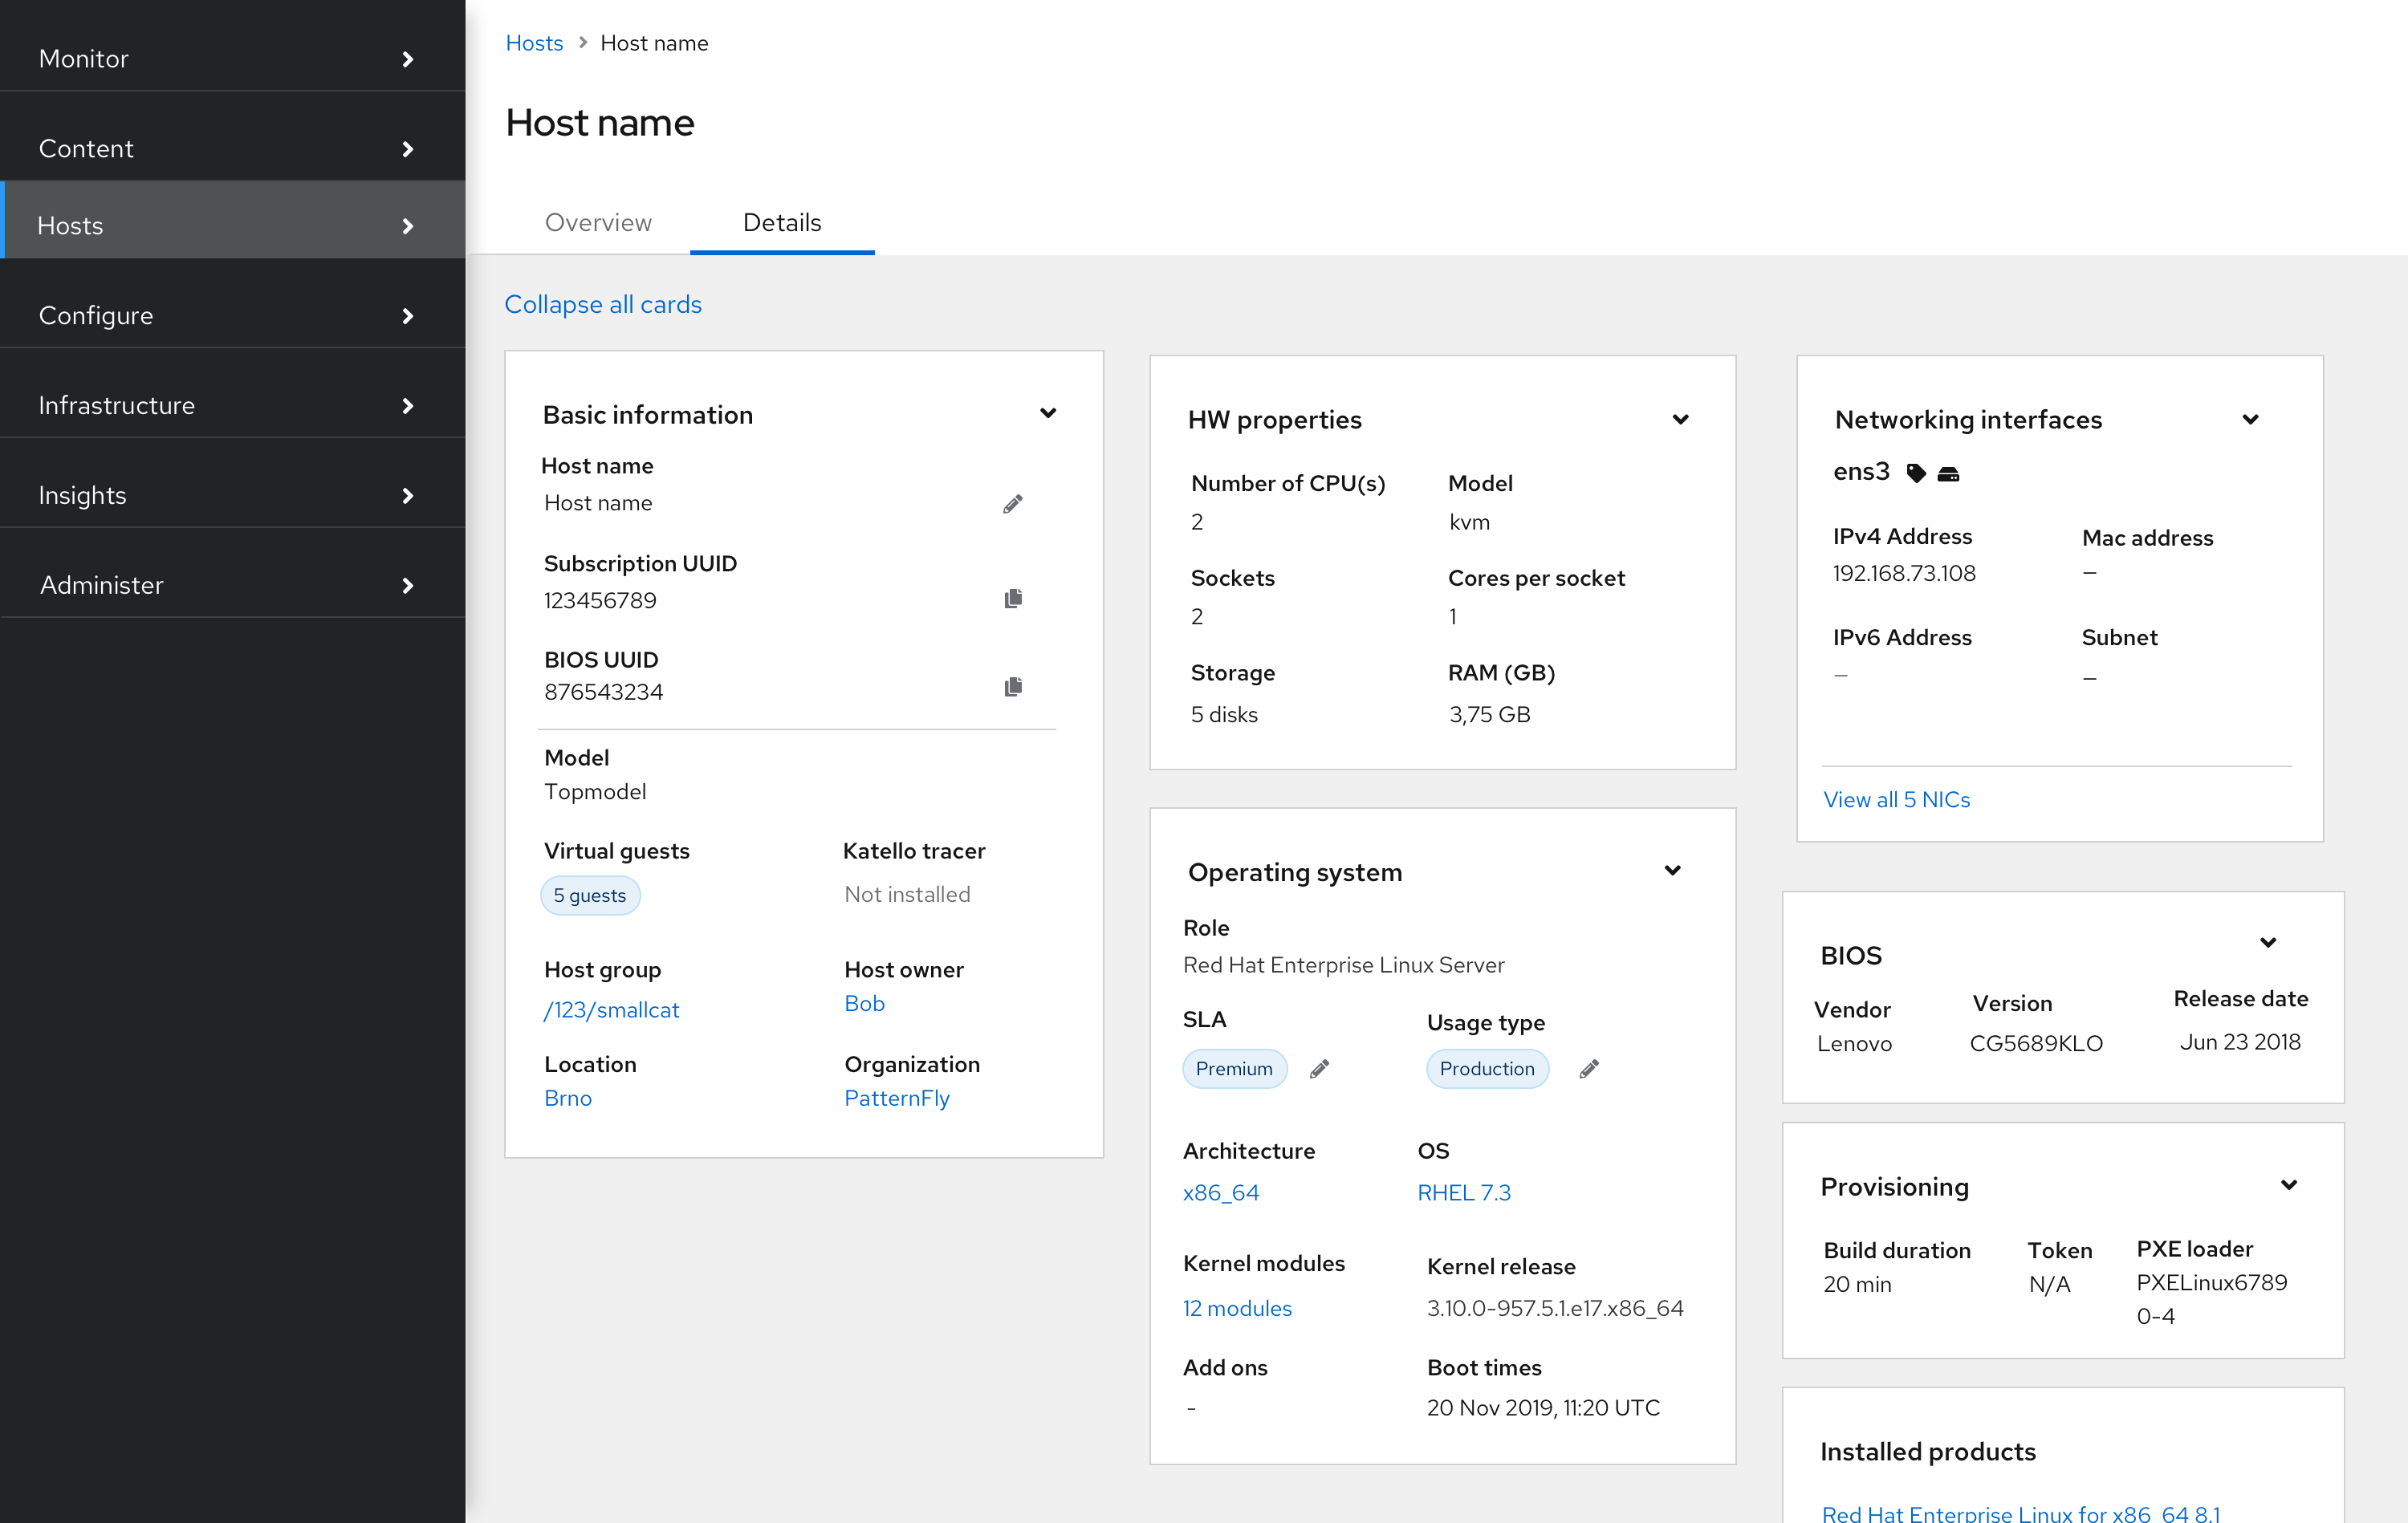 Monitor
Content
Hosts
Configure
Infrastructure
Insights
Administer
Hosts > Host name
Host name
Overview Details
Collapse all cards
Basic information
Host name
Host name
Subscription UUID
123456789
BIOS UUID
876543234
Model
Topmodel
Virtual guests Katello tracer
5 guests Not installed
Host group Host owner
/123/smallcat Bob
Location Organization
Brno PatternFly
HW properties
Number of CPU(s) Model
2 kvm
Sockets Cores per socket
2 1
Storage RAM (GB)
5 disks 3,75 GB
Operating system
Role
Red Hat Enterprise Linux Server
SLA Usage type
Premium Production
Architecture OS
x86_64 RHEL 7.3
Kernel modules Kernel release
12 modules 3.10.0-957.5.1.e17.x86_64
Add ons Boot times
- 20 Nov 2019, 11:20 UTC
Networking interfaces
ens3
IPv4 Address Mac address
192.168.73.108 –
IPv6 Address Subnet
– –
View all 5 NICs
BIOS
Vendor Version Release date
Lenovo CG5689KLO Jun 23 2018
Provisioning
Build duration Token PXE loader
20 min N/A PXELinux6789
0-4
Installed products
Red Hat Enterprise Linux for x86_64 8.1